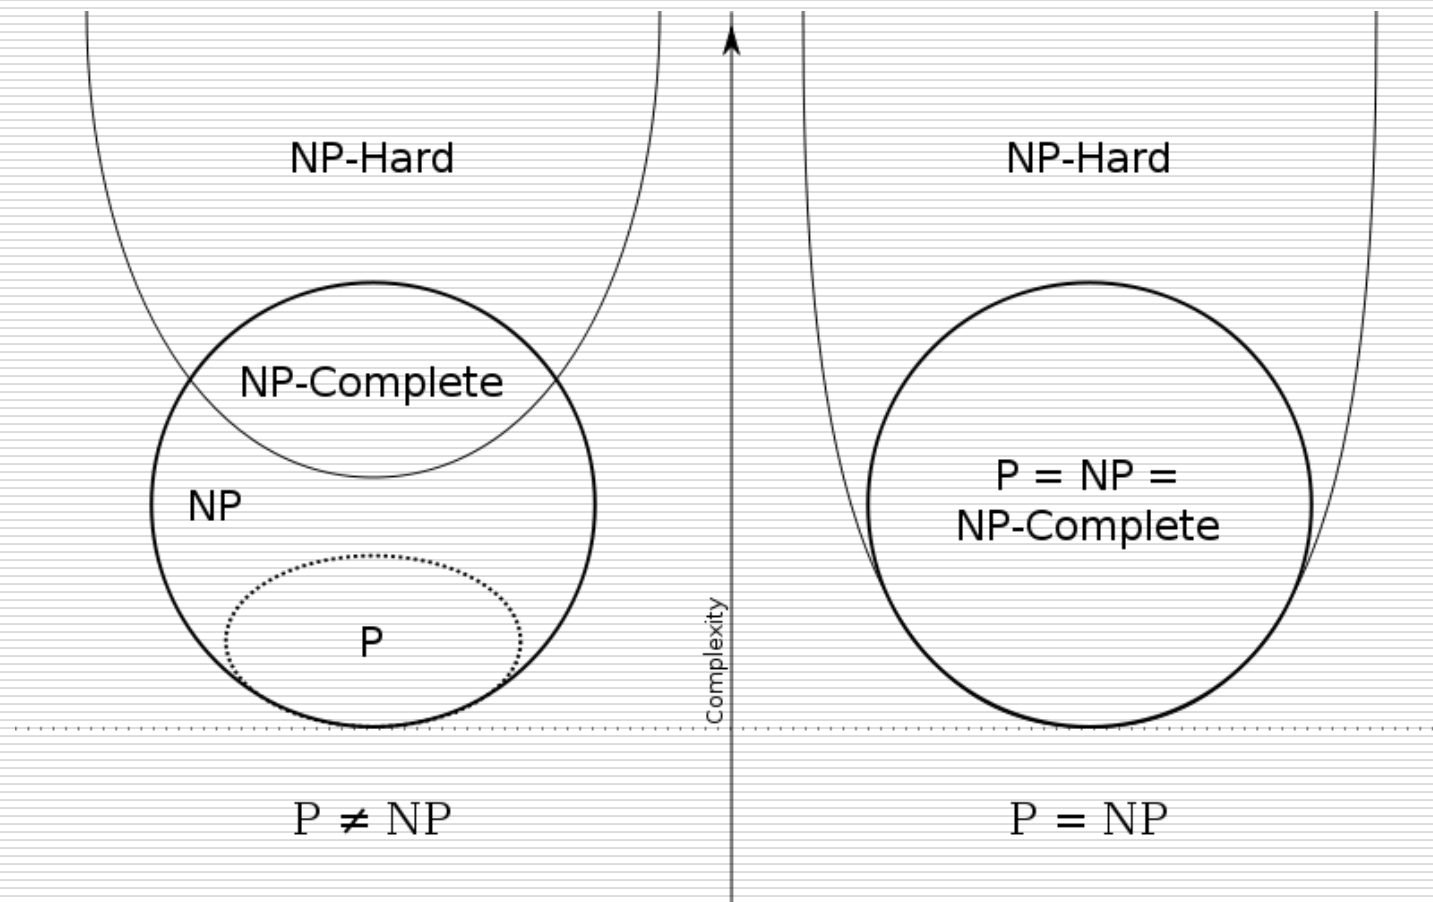 NP-Hard
NP-Complete
NP
P
P ≠ NP
Complexity
NP-Hard
P = NP =
NP-Complete
P = NP